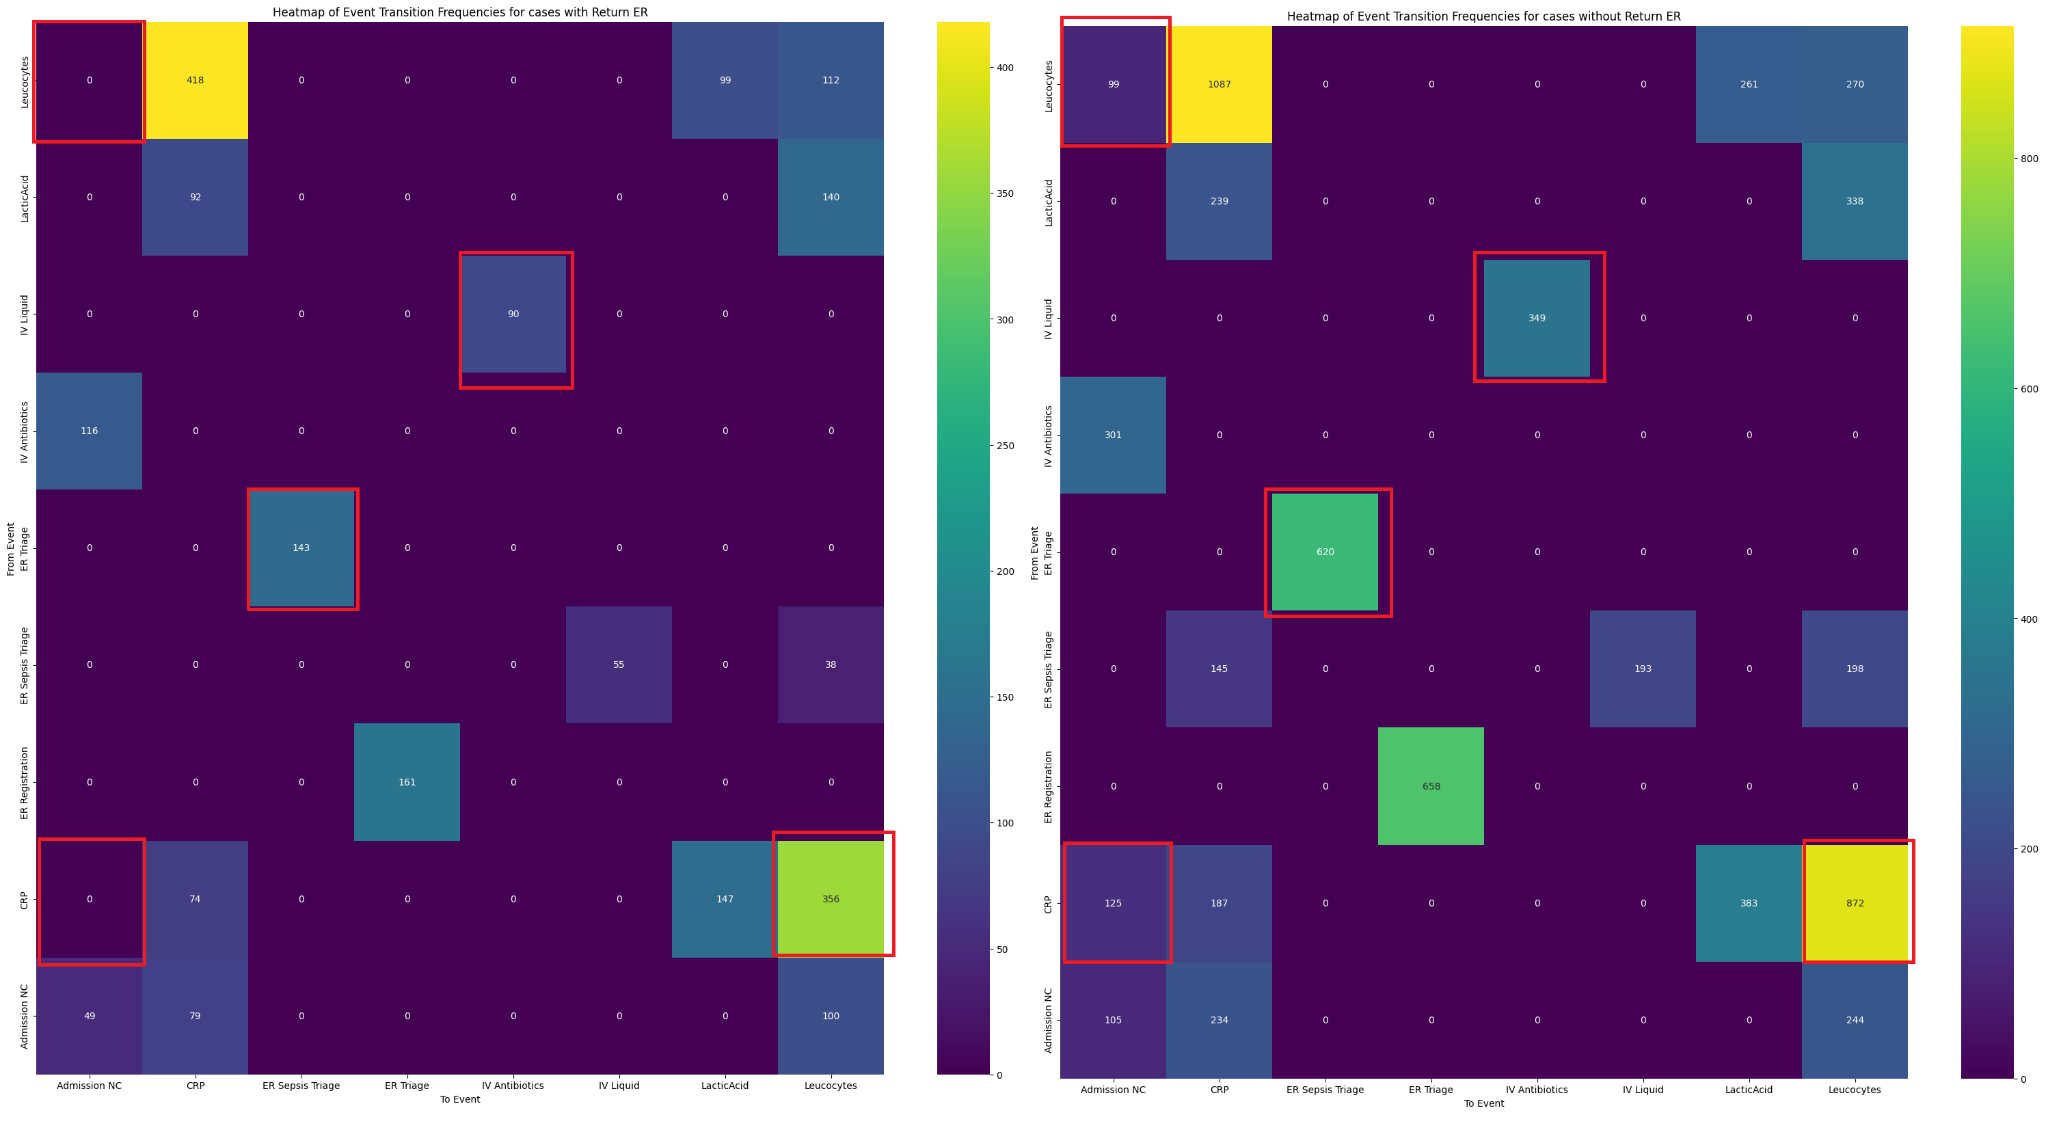 Heatmap of Event Transition Frequencies for cases with Return ER
Leucocytes 0 418 0 0 0 0 99 112
LacticAcid 0 92 0 0 0 0 0 140
IV Liquid 0 0 0 0 90 0 0 0
IV Antibiotics 116 0 0 0 0 0 0 0
From Event
ER Triage 0 0 143 0 0 0 0 0
ER Sepsis Triage 0 0 0 0 0 55 0 38
ER Registration 0 0 0 161 0 0 0 0
CRP 0 74 0 0 0 0 147 356
Admission NC 49 79 0 0 0 0 0 100
Admission NC CRP ER Sepsis Triage ER Triage IV Antibiotics IV Liquid LacticAcid Leucocytes
To Event
400
350
300
250
200
150
100
50
0
Heatmap of Event Transition Frequencies for cases without Return ER
Leucocytes 99 1087 0 0 0 0 261 270
LacticAcid 0 239 0 0 0 0 0 338
IV Liquid 0 0 0 0 349 0 0 0
IV Antibiotics 301 0 0 0 0 0 0 0
From Event
ER Triage 0 0 620 0 0 0 0 0
ER Sepsis Triage 0 145 0 0 0 193 0 198
ER Registration 0 0 0 658 0 0 0 0
CRP 125 187 0 0 0 0 383 872
Admission NC 105 234 0 0 0 0 0 244
Admission NC CRP ER Sepsis Triage ER Triage IV Antibiotics IV Liquid LacticAcid Leucocytes
To Event
800
600
400
200
0